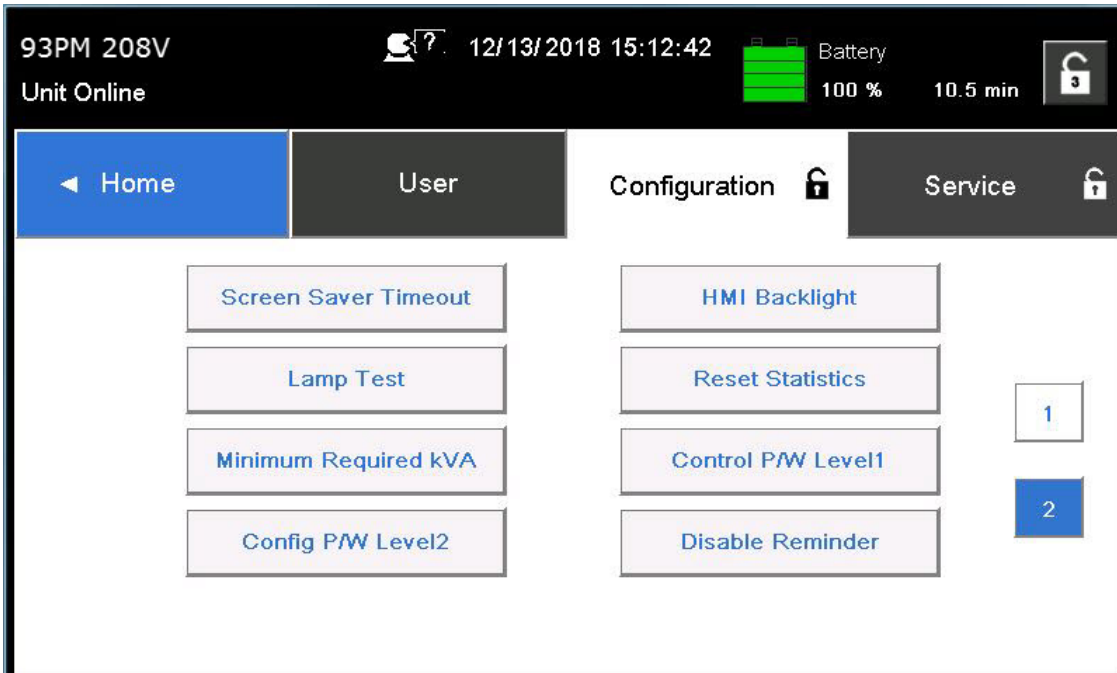 93PM 208V
? 12/13/2018 15:12:42
Battery
Unit Online
100 % 10.5 min
3
◄ Home User Configuration Service
Screen Saver Timeout HMI Backlight
Lamp Test Reset Statistics
1
Minimum Required kVA Control P/W Level1
2
Config P/W Level2 Disable Reminder